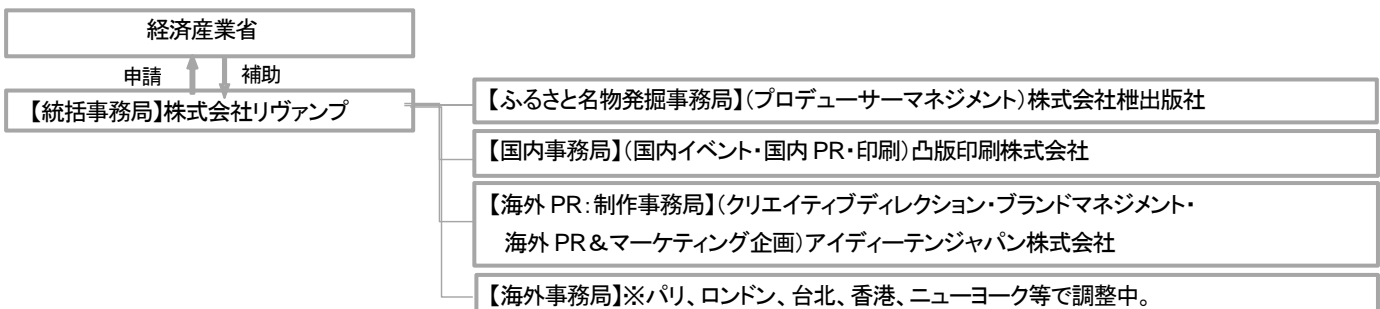 経済産業省
申請 補助
【統括事務局】株式会社リヴァンプ
【ふるさと名物発掘事務局】(プロデューサーマネジメント)株式会社枻出版社
【国内事務局】(国内イベント・国内 PR・印刷)凸版印刷株式会社
【海外 PR:制作事務局】(クリエイティブディレクション・ブランドマネジメント・
海外 PR&マーケティング企画)アイディーテンジャパン株式会社
【海外事務局】※パリ、ロンドン、台北、香港、ニューヨーク等で調整中。